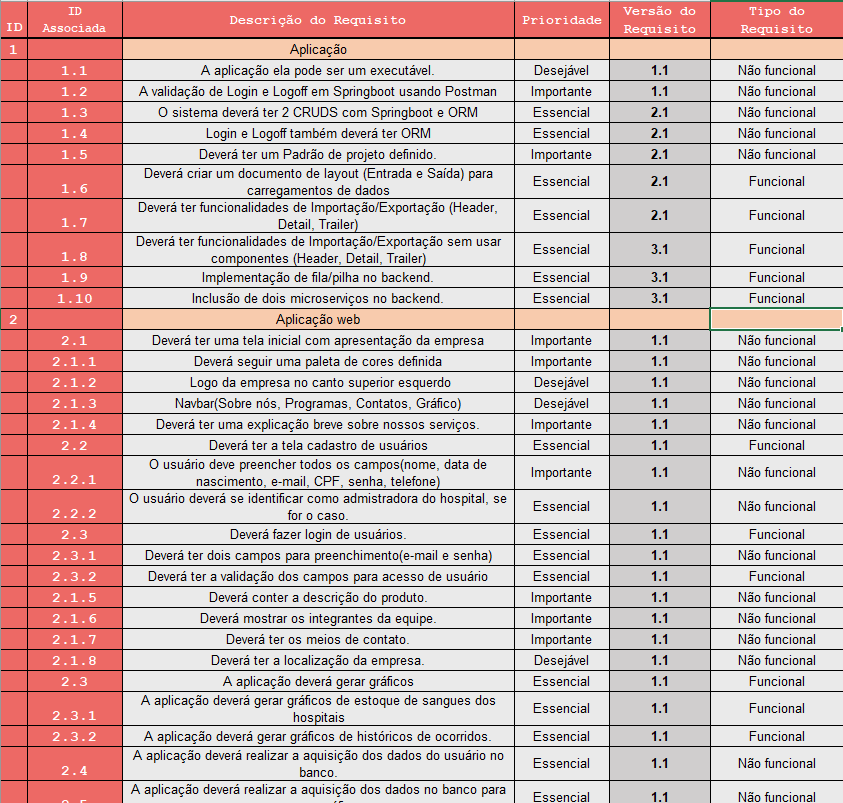 ID | ID Associada | Descrição do Requisito | Prioridade | Versão do Requisito | Tipo do Requisito
1 | Aplicação
1.1 | A aplicação ela pode ser um executável. | Desejável | 1.1 | Não funcional
1.2 | A validação de Login e Logoff em Springboot usando Postman | Importante | 1.1 | Não funcional
1.3 | O sistema deverá ter 2 CRUDS com Springboot e ORM | Essencial | 2.1 | Não funcional
1.4 | Login e Logoff também deverá ter ORM | Essencial | 2.1 | Não funcional
1.5 | Deverá ter um Padrão de projeto definido. | Importante | 2.1 | Não funcional
1.6 | Deverá criar um documento de layout (Entrada e Saída) para carregamentos de dados | Essencial | 2.1 | Funcional
1.7 | Deverá ter funcionalidades de Importação/Exportação (Header, Detail, Trailer) | Essencial | 2.1 | Funcional
1.8 | Deverá ter funcionalidades de Importação/Exportação sem usar componentes (Header, Detail, Trailer) | Essencial | 3.1 | Funcional
1.9 | Implementação de fila/pilha no backend. | Essencial | 3.1 | Funcional
1.10 | Inclusão de dois microserviços no backend. | Essencial | 3.1 | Funcional
2 | Aplicação web
2.1 | Deverá ter uma tela inicial com apresentação da empresa | Importante | 1.1 | Não funcional
2.1.1 | Deverá seguir uma paleta de cores definida | Importante | 1.1 | Não funcional
2.1.2 | Logo da empresa no canto superior esquerdo | Desejável | 1.1 | Não funcional
2.1.3 | Navbar(Sobre nós, Programas, Contatos, Gráfico) | Desejável | 1.1 | Não funcional
2.1.4 | Deverá ter uma explicação breve sobre nossos serviços. | Importante | 1.1 | Não funcional
2.2 | Deverá ter a tela cadastro de usuários | Essencial | 1.1 | Funcional
2.2.1 | O usuário deve preencher todos os campos(nome, data de nascimento, e-mail, CPF, senha, telefone) | Importante | 1.1 | Não funcional
2.2.2 | O usuário deverá se identificar como admistradora do hospital, se for o caso. | Essencial | 1.1 | Não funcional
2.3 | Deverá fazer login de usuários. | Essencial | 1.1 | Funcional
2.3.1 | Deverá ter dois campos para preenchimento(e-mail e senha) | Essencial | 1.1 | Não funcional
2.3.2 | Deverá ter a validação dos campos para acesso de usuário | Essencial | 1.1 | Funcional
2.1.5 | Deverá conter a descrição do produto. | Importante | 1.1 | Não funcional
2.1.6 | Deverá mostrar os integrantes da equipe. | Importante | 1.1 | Não funcional
2.1.7 | Deverá ter os meios de contato. | Importante | 1.1 | Não funcional
2.1.8 | Deverá ter a localização da empresa. | Desejável | 1.1 | Não funcional
2.3 | A aplicação deverá gerar gráficos | Essencial | 1.1 | Funcional
2.3.1 | A aplicação deverá gerar gráficos de estoque de sangues dos hospitais | Essencial | 1.1 | Funcional
2.3.2 | A aplicação deverá gerar gráficos de históricos de ocorridos. | Essencial | 1.1 | Funcional
2.4 | A aplicação deverá realizar a aquisição dos dados do usuário no banco. | Essencial | 1.1 | Não funcional
A aplicação deverá realizar a aquisição dos dados no banco para | Essencial | 1.1 | Não funcional